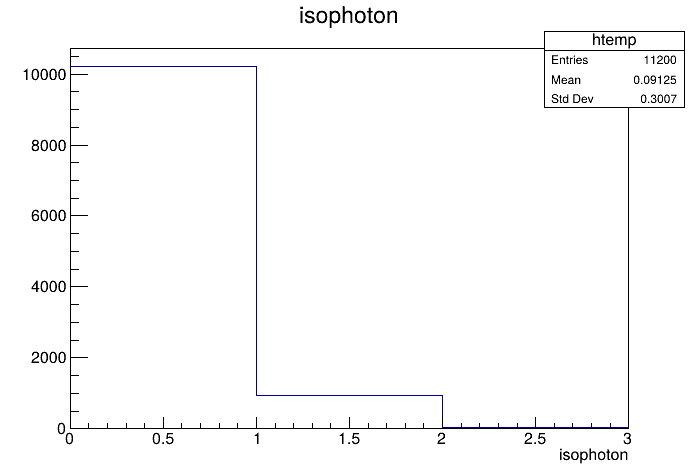 isophoton
htemp
Entries 11200
Mean 0.09125
Std Dev 0.3007
10000
8000
6000
4000
2000
0
0 0.5 1 1.5 2 2.5 3
isophoton